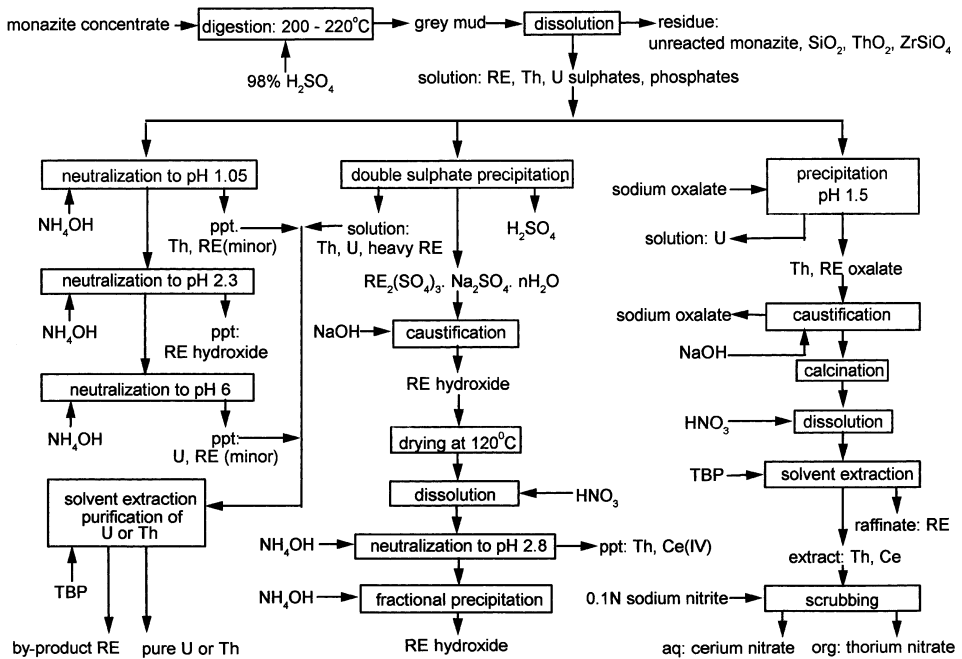 monazite concentrate
digestion: 200 - 220°C
grey mud
dissolution
residue:
unreacted monazite, SiO₂, ThO₂, ZrSiO₄
98% H₂SO₄
solution: RE, Th, U sulphates, phosphates
neutralization to pH 1.05
NH₄OH
ppt.
Th, RE(minor)
neutralization to pH 2.3
NH₄OH
ppt:
RE hydroxide
neutralization to pH 6
NH₄OH
ppt:
U, RE (minor)
solvent extraction
purification of
U or Th
TBP
by-product RE
pure U or Th
double sulphate precipitation.
solution:
Th, U, heavy RE
H₂SO₄
RE₂(SO₄)₃. Na₂SO₄. nH₂O
NaOH
caustification
RE hydroxide
drying at 120°C
dissolution
HNO₃
NH₄OH
neutralization to pH 2.8
ppt: Th, Ce(IV)
NH₄OH
fractional precipitation
RE hydroxide
sodium oxalate
precipitation
pH 1.5
solution: U
Th, RE oxalate
sodium oxalate
caustification
NaOH
calcination
HNO₃
dissolution
TBP
solvent extraction
raffinate: RE
extract: Th, Ce
0.1N sodium nitrite
scrubbing
aq: cerium nitrate
org: thorium nitrate